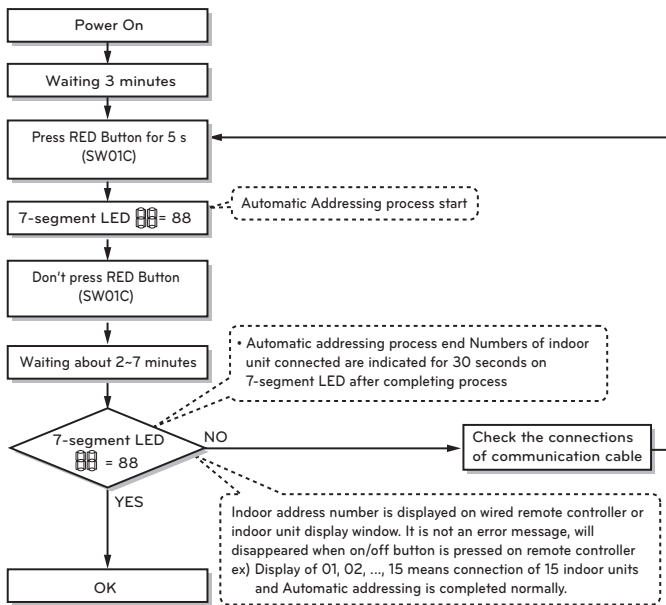 Power On
Waiting 3 minutes
Press RED Button for 5 s
(SW01C)
7-segment LED 88 = 88
Automatic Addressing process start
Don't press RED Button
(SW01C)
Waiting about 2~7 minutes
• Automatic addressing process end Numbers of indoor
unit connected are indicated for 30 seconds on
7-segment LED after completing process
7-segment LED
88 = 88
NO
Check the connections
of communication cable
YES
Indoor address number is displayed on wired remote controller or
indoor unit display window. It is not an error message, will
disappeared when on/off button is pressed on remote controller
ex) Display of 01, 02, ..., 15 means connection of 15 indoor units
and Automatic addressing is completed normally.
OK